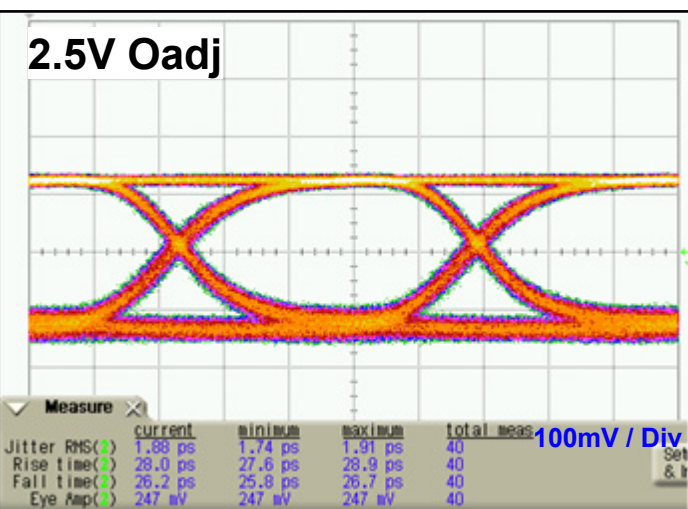 2.5V Oadj
Measure
current minimum maximum total meas
100mV / Div
Jitter RMS(2) 1.88 ps 1.74 ps 1.91 ps 40
Rise time(2) 28.0 ps 27.6 ps 28.9 ps 40
Fall time(2) 26.2 ps 25.8 ps 26.7 ps 40
Eye Amp(2) 247 mV 247 mV 247 mV 40
Set
& I